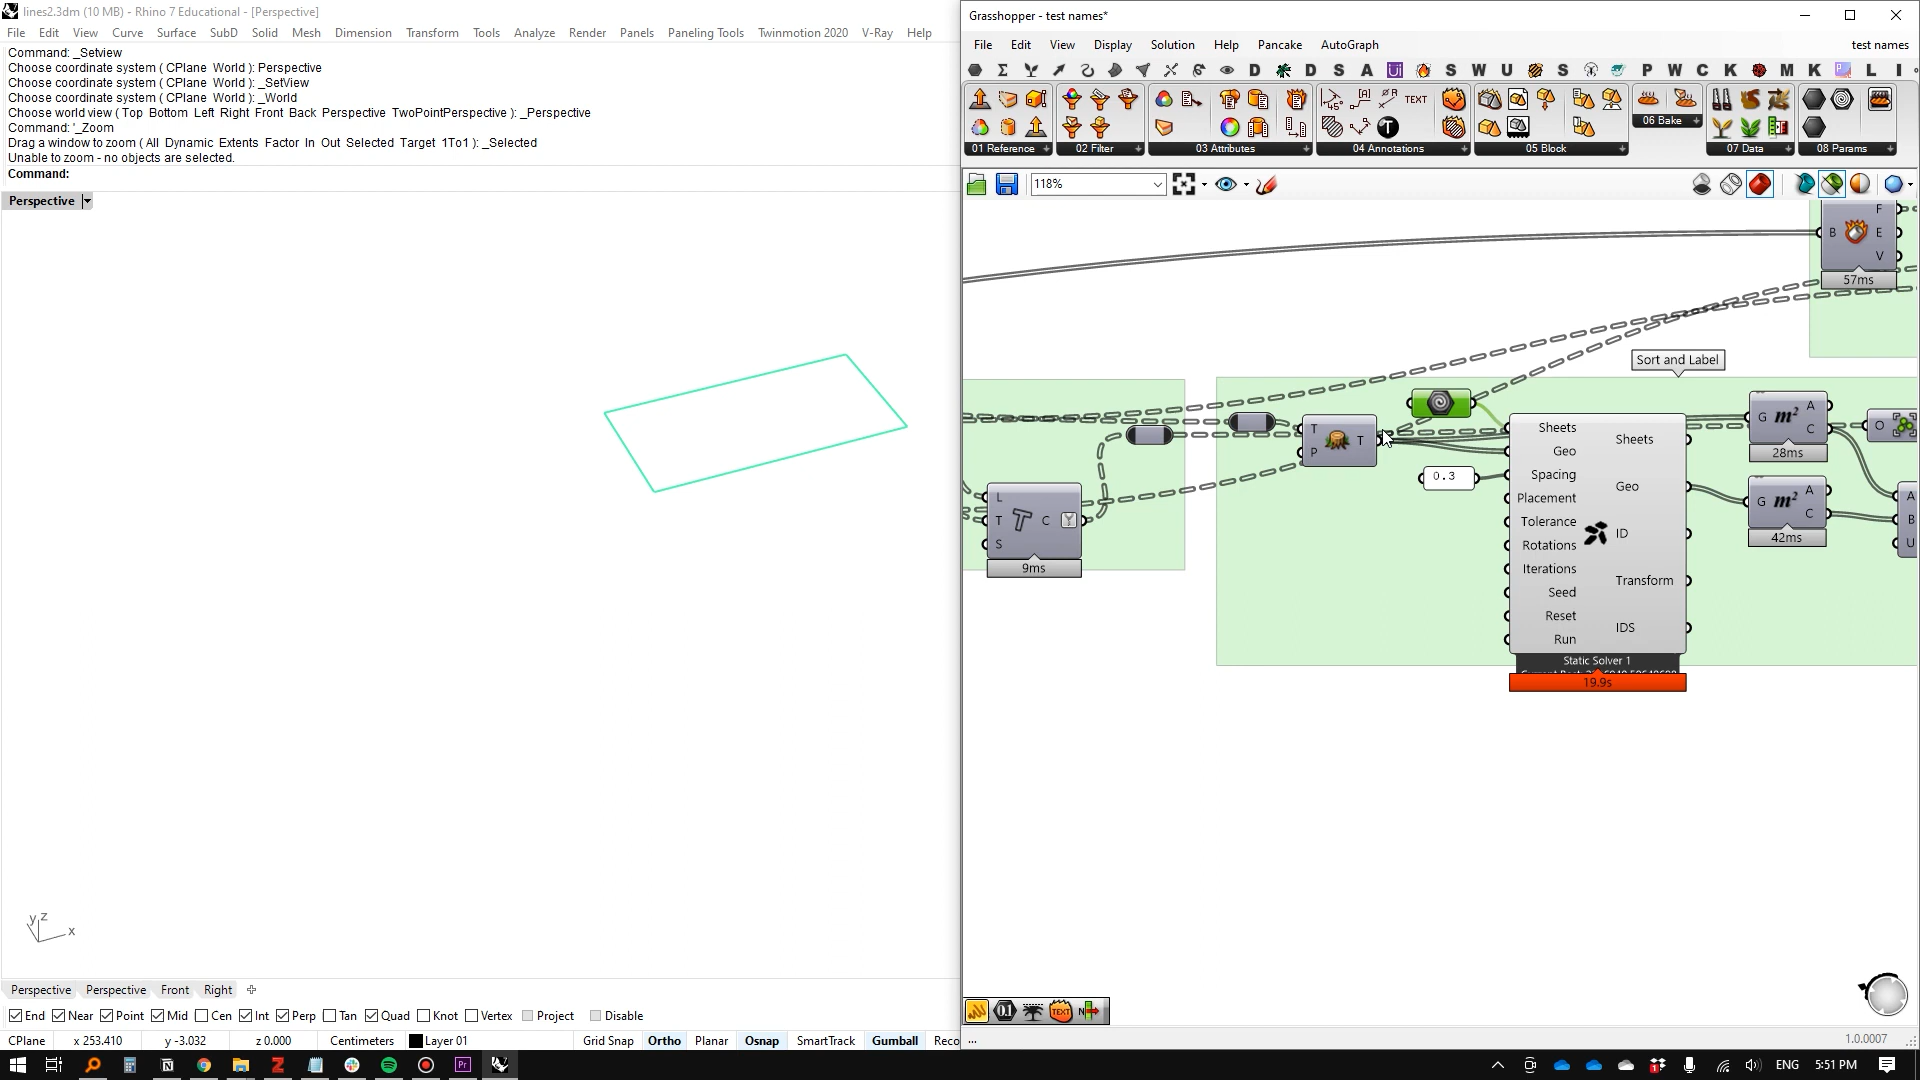 lines2.3dm (10 MB) - Rhino 7 Educational - [Perspective]
File Edit View Curve Surface SubD Solid Mesh Dimension Transform Tools Analyze Render Panels Paneling Tools Twinmotion 2020 V-Ray Help
Command: _Setview
Choose coordinate system ( CPlane World ): Perspective
Choose coordinate system ( CPlane World ): _SetView
Choose coordinate system ( CPlane World ): _World
Choose world view ( Top Bottom Left Right Front Back Perspective TwoPointPerspective ): _Perspective
Command: '_Zoom
Drag a window to zoom ( All Dynamic Extents Factor In Out Selected Target 1To1 ): _Selected
Unable to zoom - no objects are selected.
Command:
Perspective
y z
x
Perspective Perspective Front Right
End Near Point Mid Cen Int Perp Tan Quad Knot Vertex Project Disable
CPlane x 253.410 y -3.032 z 0.000 Centimeters Layer 01 Grid Snap Ortho Planar Osnap SmartTrack Gumball Reco
Grasshopper - test names*
File Edit View Display Solution Help Pancake AutoGraph test names
D D S A Uj S W U S P W C K M K L I
TEXT
01 Reference 02 Filter 03 Attributes 04 Annotations 05 Block 06 Bake 07 Data 08 Params
118%
F
B E
V
57ms
Sort and Label
T T
P
L
T C
S
9ms
0.3
Sheets
Geo
Spacing
Placement
Tolerance
Rotations
Iterations
Seed
Reset
Run
Sheets
Geo
ID
Transform
IDS
Static Solver 1
19.9s
G m² A
C
28ms
G m² A
C
42ms
O
A
B
U
0.1 TEXT N
... 1.0.0007
Pr
1
ENG 5:51 PM